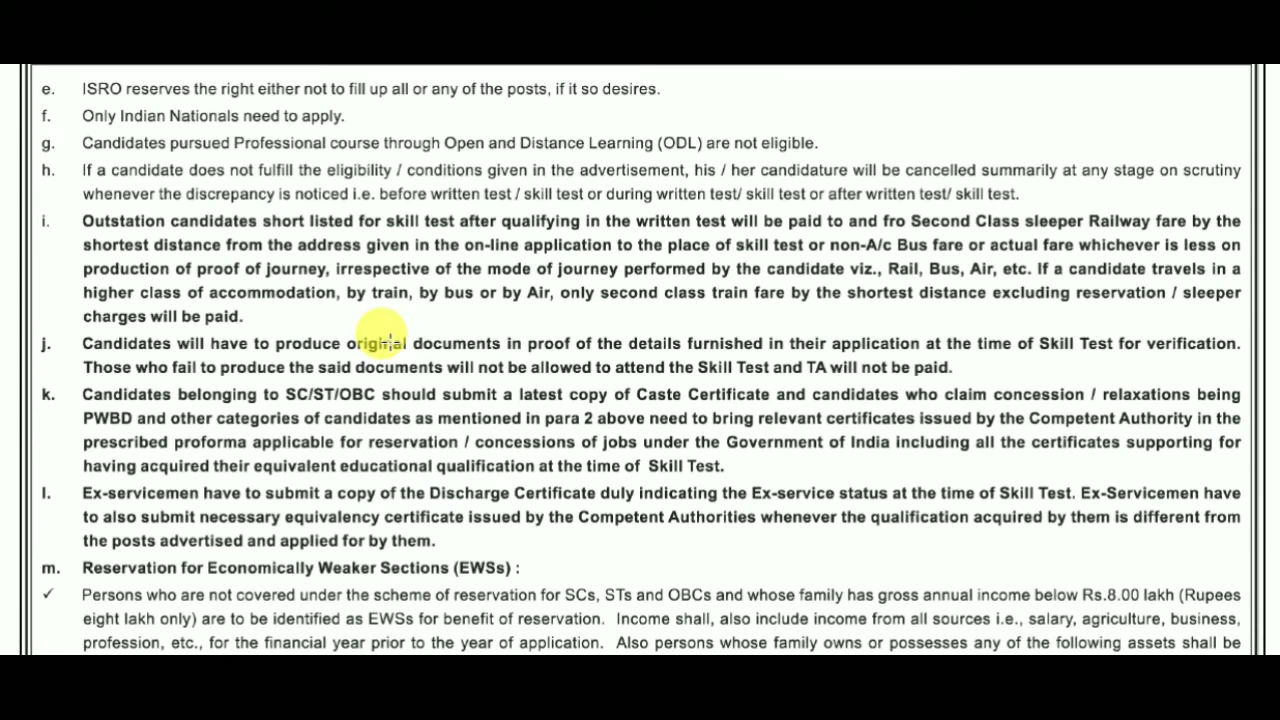 e. ISRO reserves the right either not to fill up all or any of the posts, if it so desires.
f. Only Indian Nationals need to apply.
g. Candidates pursued Professional course through Open and Distance Learning (ODL) are not eligible.
h. If a candidate does not fulfill the eligibility / conditions given in the advertisement, his / her candidature will be cancelled summarily at any stage on scrutiny
whenever the discrepancy is noticed i.e. before written test / skill test or during written test/ skill test or after written test/ skill test.
i. Outstation candidates short listed for skill test after qualifying in the written test will be paid to and fro Second Class sleeper Railway fare by the
shortest distance from the address given in the on-line application to the place of skill test or non-A/c Bus fare or actual fare whichever is less on
production of proof of journey, irrespective of the mode of journey performed by the candidate viz., Rail, Bus, Air, etc. If a candidate travels in a
higher class of accommodation, by train, by bus or by Air, only second class train fare by the shortest distance excluding reservation / sleeper
charges will be paid.
j. Candidates will have to produce original documents in proof of the details furnished in their application at the time of Skill Test for verification.
Those who fail to produce the said documents will not be allowed to attend the Skill Test and TA will not be paid.
k. Candidates belonging to SC/ST/OBC should submit a latest copy of Caste Certificate and candidates who claim concession / relaxations being
PWBD and other categories of candidates as mentioned in para 2 above need to bring relevant certificates issued by the Competent Authority in the
prescribed proforma applicable for reservation / concessions of jobs under the Government of India including all the certificates supporting for
having acquired their equivalent educational qualification at the time of Skill Test.
l. Ex-servicemen have to submit a copy of the Discharge Certificate duly indicating the Ex-service status at the time of Skill Test. Ex-Servicemen have
to also submit necessary equivalency certificate issued by the Competent Authorities whenever the qualification acquired by them is different from
the posts advertised and applied for by them.
m. Reservation for Economically Weaker Sections (EWSs) :
✓ Persons who are not covered under the scheme of reservation for SCs, STs and OBCs and whose family has gross annual income below Rs.8.00 lakh (Rupees
eight lakh only) are to be identified as EWSs for benefit of reservation. Income shall, also include income from all sources i.e., salary, agriculture, business,
profession, etc., for the financial year prior to the year of application. Also persons whose family owns or possesses any of the following assets shall be